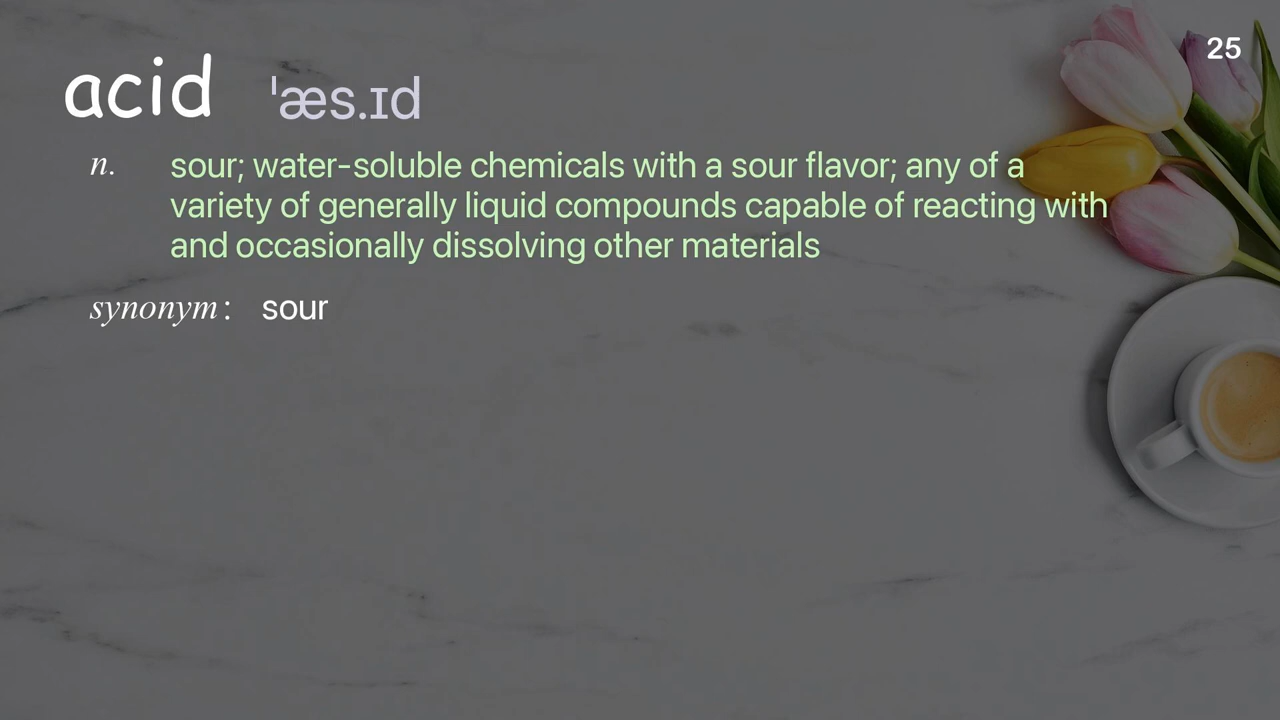 25
acid ˈæs.ɪd
n. sour; water-soluble chemicals with a sour flavor; any of a
variety of generally liquid compounds capable of reacting with
and occasionally dissolving other materials
synonym: sour